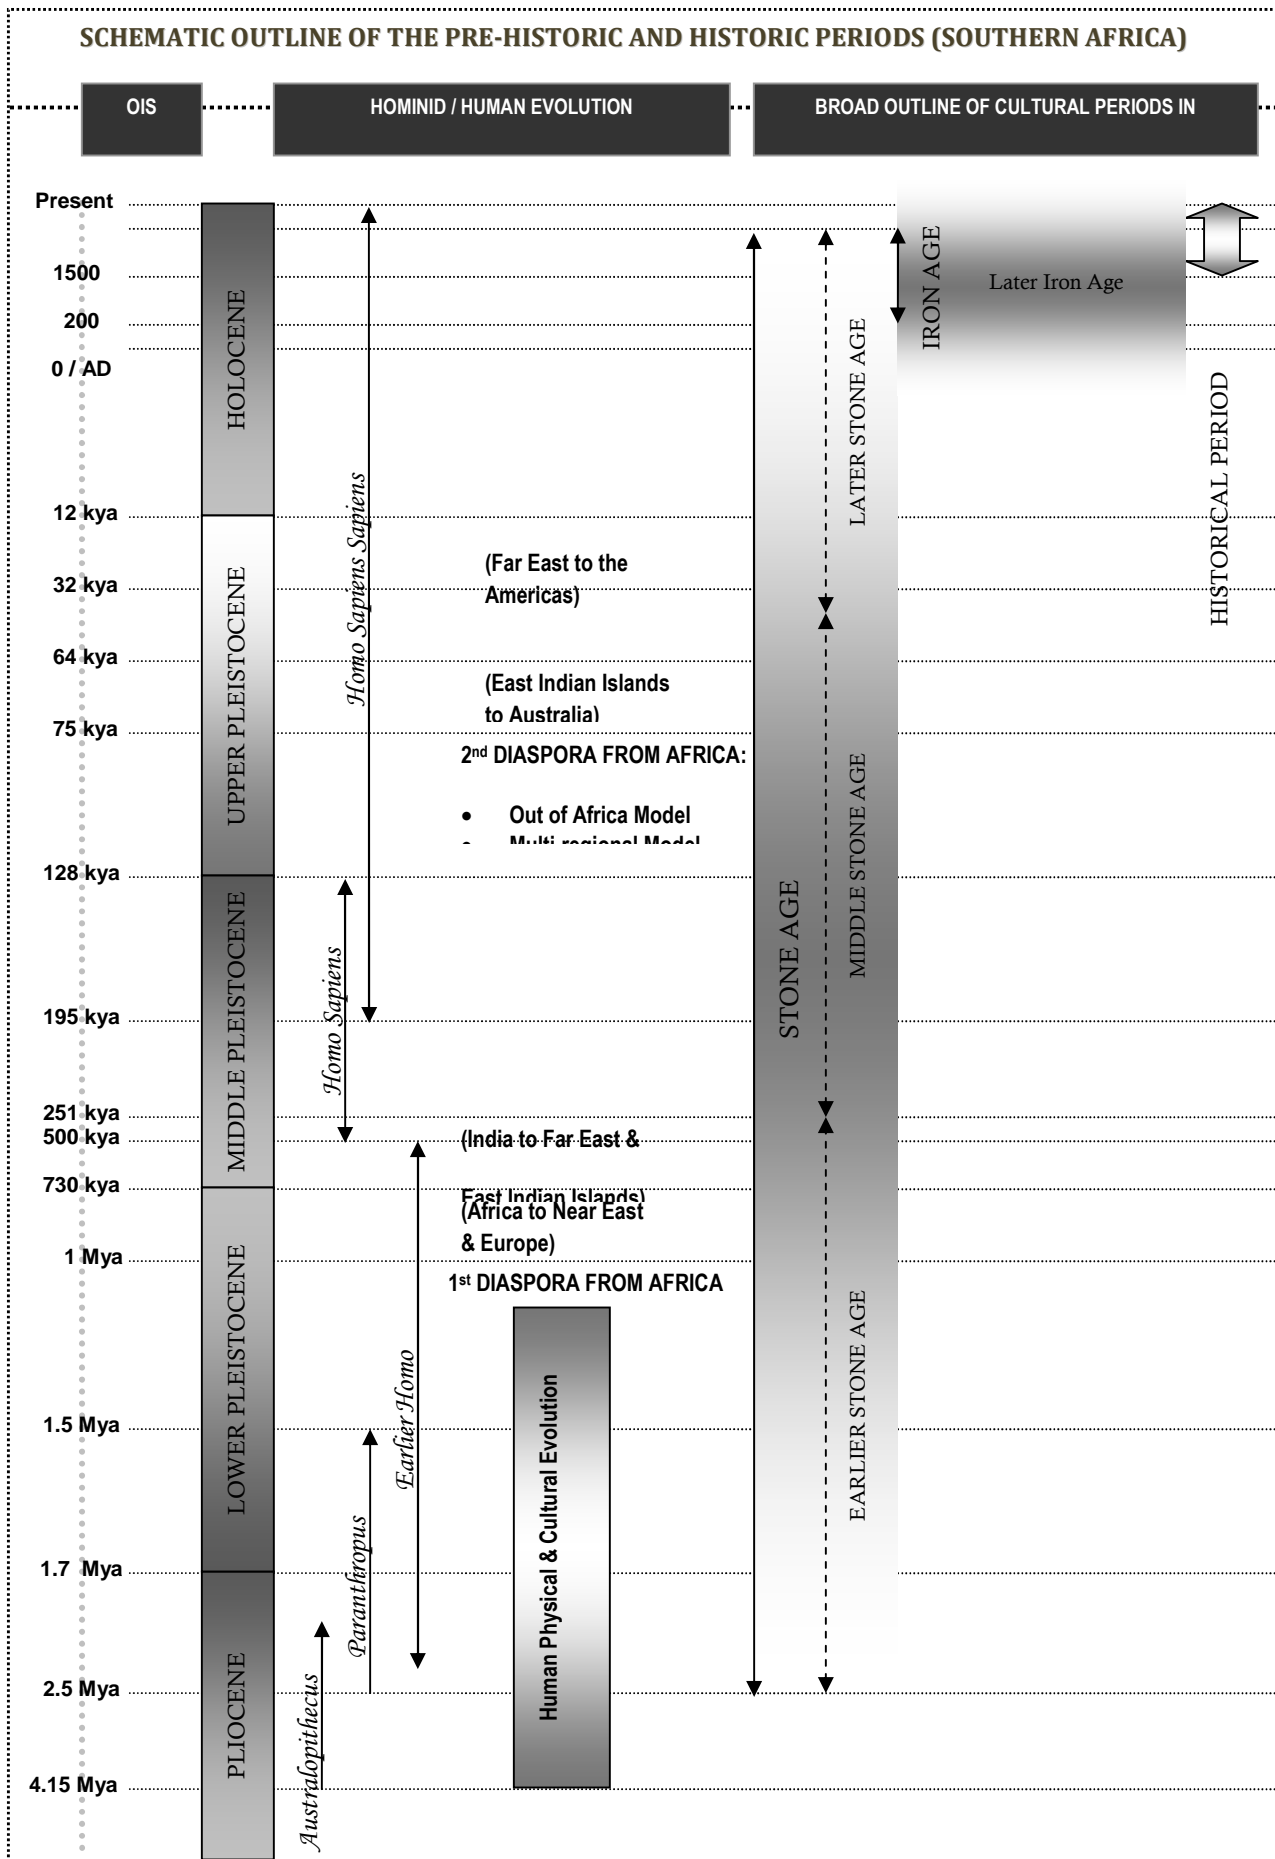 SCHEMATIC OUTLINE OF THE PRE-HISTORIC AND HISTORIC PERIODS (SOUTHERN AFRICA)
OIS
HOMINID / HUMAN EVOLUTION
BROAD OUTLINE OF CULTURAL PERIODS IN
Present
1500
200
0 / AD
12 kya
32 kya
64 kya
75 kya
128 kya
195 kya
251 kya
500 kya
730 kya
1 Mya
1.5 Mya
1.7 Mya
2.5 Mya
4.15 Mya
HOLOCENE
UPPER PLEISTOCENE
MIDDLE PLEISTOCENE
LOWER PLEISTOCENE
PLIOCENE
Homo Sapiens Sapiens
Homo Sapiens
Earlier Homo
Paranthropus
Australopithecus
(Far East to the
Americas)
(East Indian Islands
to Australia)
2nd DIASPORA FROM AFRICA:
• Out of Africa Model
• Multi-regional Model
(India to Far East &
East Indian Islands)
(Africa to Near East
& Europe)
1st DIASPORA FROM AFRICA
Human Physical & Cultural Evolution
STONE AGE
LATER STONE AGE
MIDDLE STONE AGE
EARLIER STONE AGE
IRON AGE
Later Iron Age
HISTORICAL PERIOD